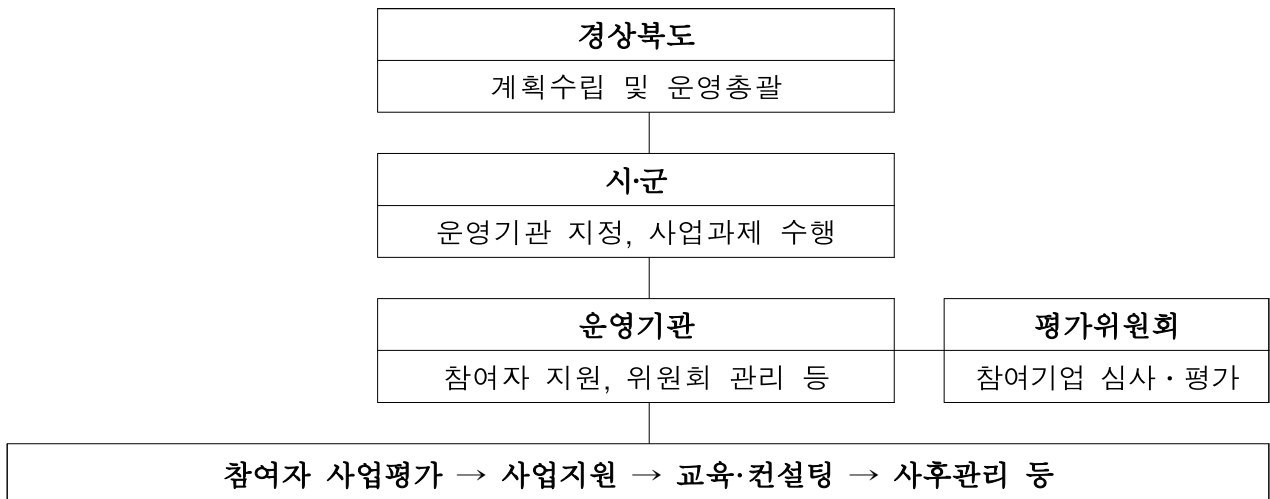 경상북도
계획수립 및 운영총괄
시·군
운영기관 지정, 사업과제 수행
운영기관
참여자 지원, 위원회 관리 등
평가위원회
참여기업 심사·평가
참여자 사업평가 → 사업지원 → 교육·컨설팅 → 사후관리 등